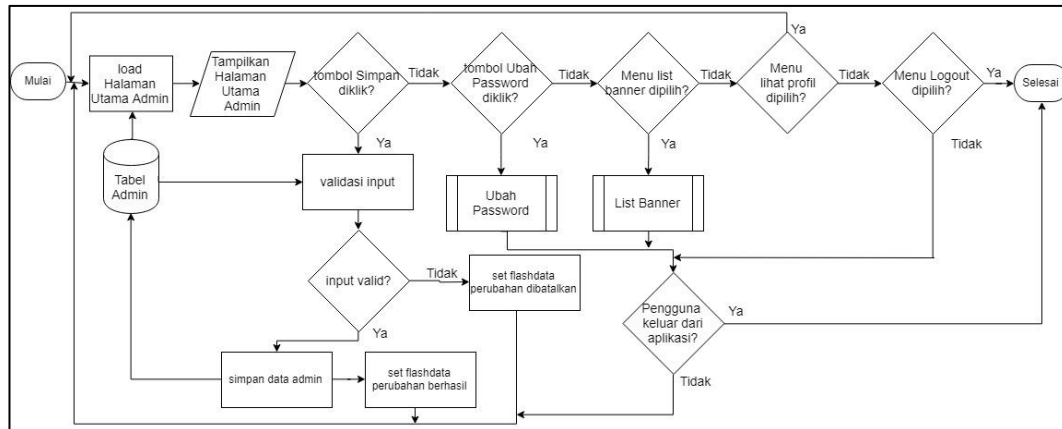 Ya
Mulai
load
Halaman
Utama Admin
Tampilkan
Halaman
Utama
Admin
tombol Simpan
diklik?
Tidak
tombol Ubah
Password
diklik?
Tidak
Menu list
banner dipilih?
Tidak
Menu
lihat profil
dipilih?
Tidak
Menu Logout
dipilih?
Ya
Selesai
Ya
Ya
Ya
Tidak
Tabel
Admin
validasi input
Ubah
Password
List Banner
input valid?
Tidak
set flashdata
perubahan dibatalkan
Pengguna
keluar dari
aplikasi?
Ya
Ya
simpan data admin
set flashdata
perubahan berhasil
Tidak